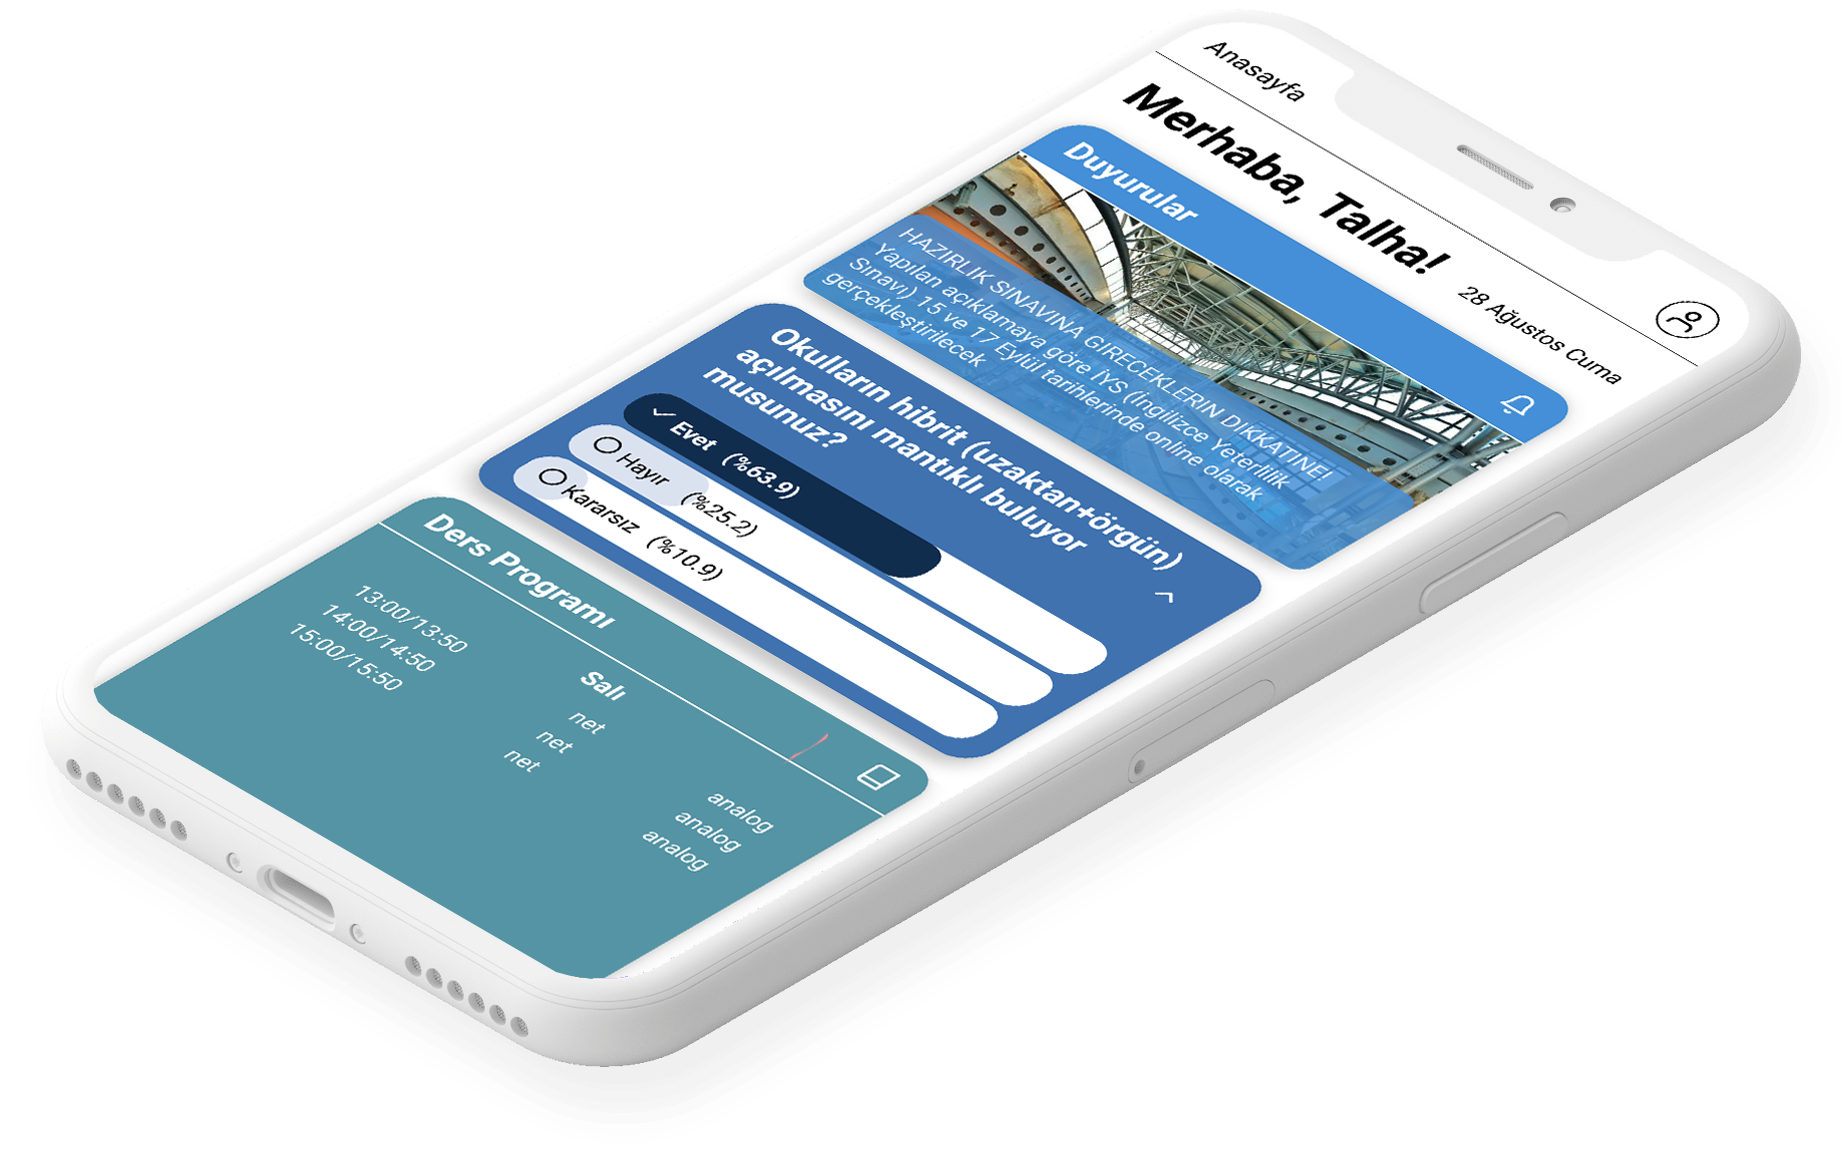 Anasayfa
Merhaba, Talha!
28 Ağustos Cuma
Duyurular
HAZIRLIK SINAVINA GİRECEKLERİN DİKKATİNE!
Yapılan açıklamaya göre İYS (İngilizce Yeterlilik
Sınavı) 15 ve 17 Eylül tarihlerinde online olarak
gerçekleştirilecek
Okulların hibrit (uzaktan+örgün)
açılmasını mantıklı buluyor
musunuz?
Evet (%63.9)
Hayır (%25.2)
Kararsız (%10.9)
Ders Programı
Salı
13:00/13:50 net analog
14:00/14:50 net analog
15:00/15:50 net analog